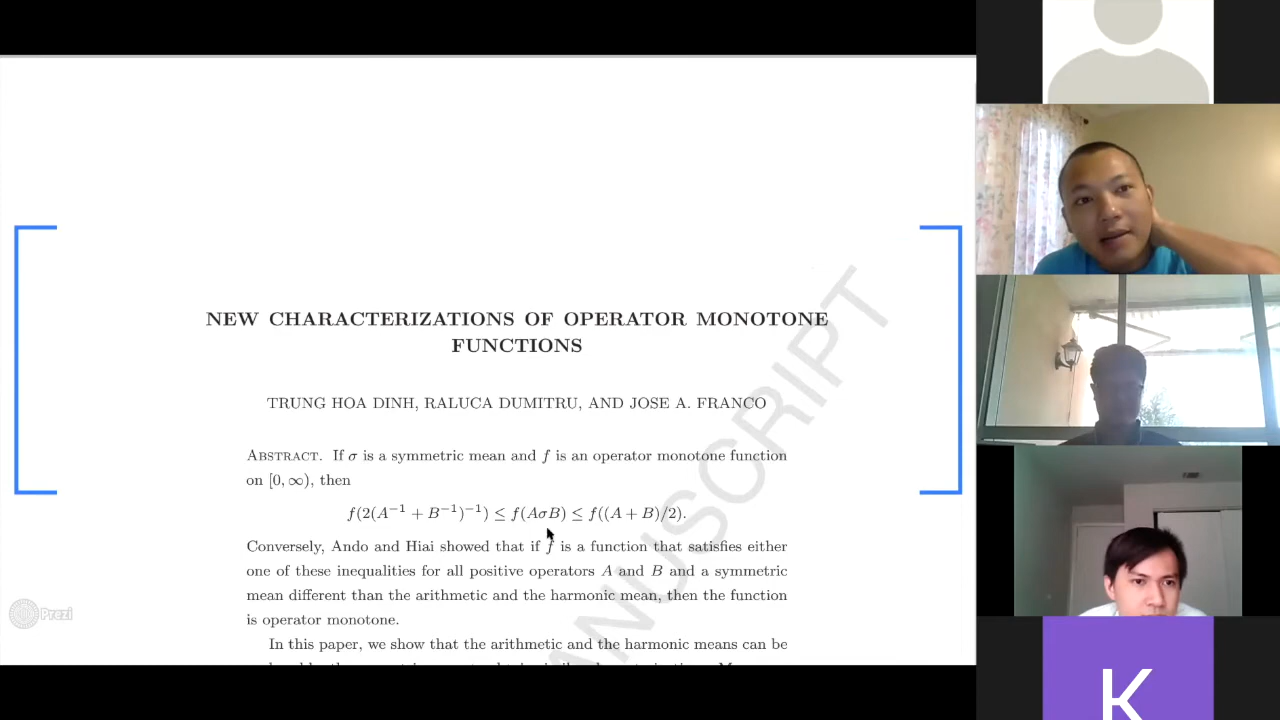 NEW CHARACTERIZATIONS OF OPERATOR MONOTONE
FUNCTIONS
TRUNG HOA DINH, RALUCA DUMITRU, AND JOSE A. FRANCO
ABSTRACT. If σ is a symmetric mean and f is an operator monotone function
on [0, ∞), then
f(2(A⁻¹ + B⁻¹)⁻¹) ≤ f(AσB) ≤ f((A + B)/2).
Conversely, Ando and Hiai showed that if f is a function that satisfies either
one of these inequalities for all positive operators A and B and a symmetric
mean different than the arithmetic and the harmonic mean, then the function
is operator monotone.
In this paper, we show that the arithmetic and the harmonic means can be
ANUSCRIPT
Prezi
K